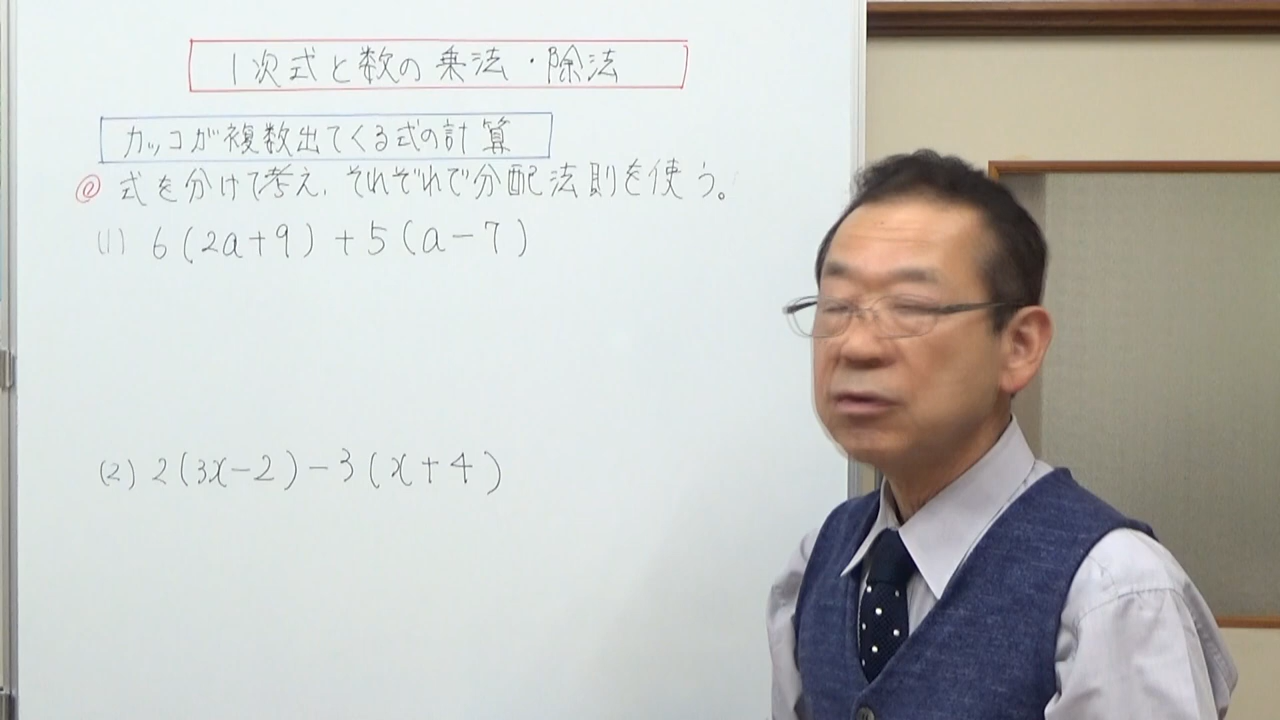 1次式と数の乗法・除法
カッコが複数出てくる式の計算
@ 式を分けて考え、それぞれで分配法則を使う。
(1) 6(2a+9)+5(a-7)
(2) 2(3x-2)-3(x+4)